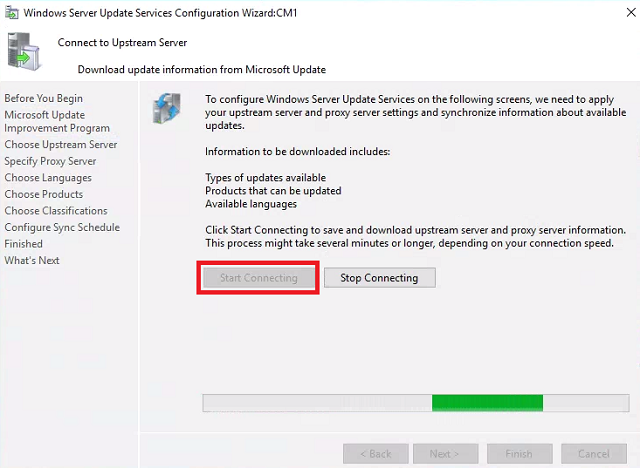 Windows Server Update Services Configuration Wizard:CM1
Connect to Upstream Server
Download update information from Microsoft Update
Before You Begin
Microsoft Update
Improvement Program
Choose Upstream Server
Specify Proxy Server
Choose Languages
Choose Products
Choose Classifications
Configure Sync Schedule
Finished
What's Next
To configure Windows Server Update Services on the following screens, we need to apply
your upstream server and proxy server settings and synchronize information about available
updates.
Information to be downloaded includes:
Types of updates available
Products that can be updated
Available languages
Click Start Connecting to save and download upstream server and proxy server information.
This process might take several minutes or longer, depending on your connection speed.
Start Connecting
Stop Connecting
< Back
Next >
Finish
Cancel